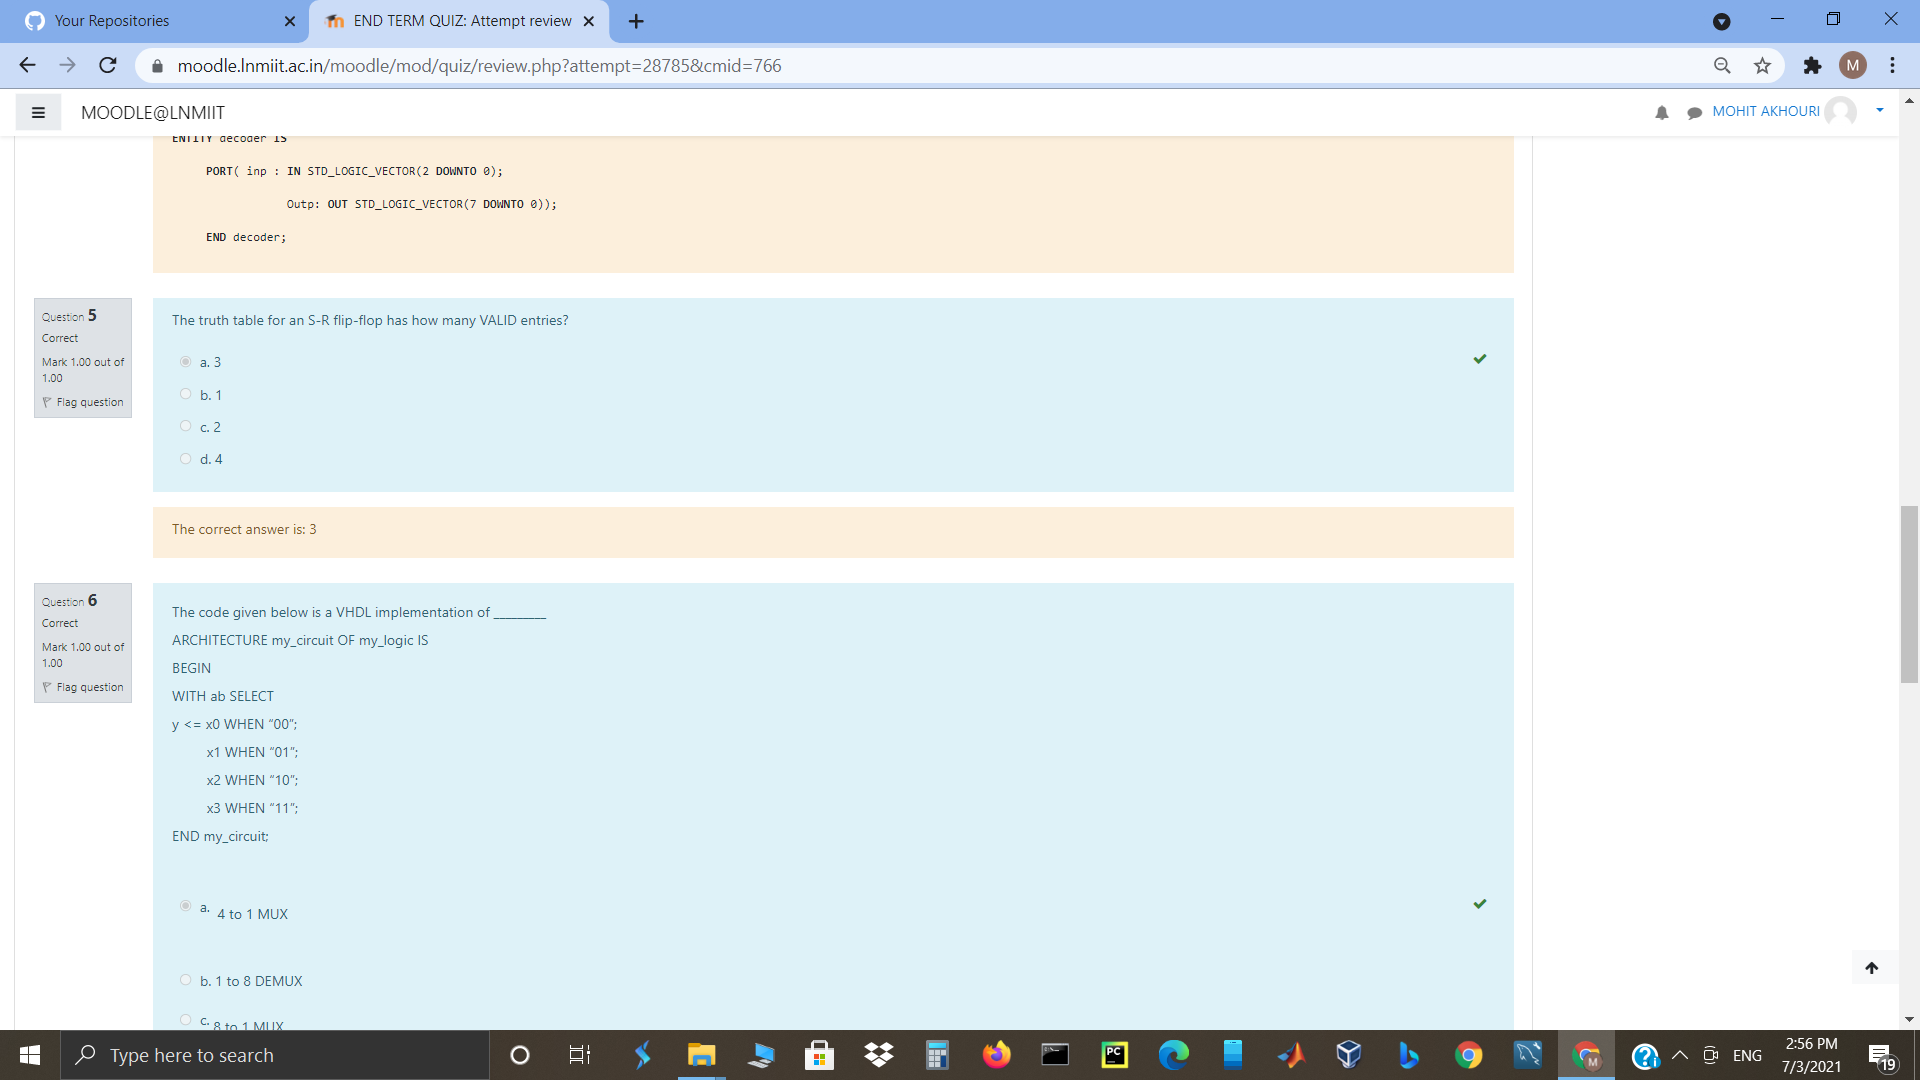 Your Repositories
END TERM QUIZ: Attempt review
moodle.lnmiit.ac.in/moodle/mod/quiz/review.php?attempt=28785&cmid=766
M
MOODLE@LNMIIT
MOHIT AKHOURI
ENTITY decoder IS
PORT( inp : IN STD_LOGIC_VECTOR(2 DOWNTO 0);
Outp: OUT STD_LOGIC_VECTOR(7 DOWNTO 0));
END decoder;
Question 5
Correct
Mark 1.00 out of
1.00
Flag question
The truth table for an S-R flip-flop has how many VALID entries?
a. 3
b. 1
c. 2
d. 4
The correct answer is: 3
Question 6
Correct
Mark 1.00 out of
1.00
Flag question
The code given below is a VHDL implementation of ________
ARCHITECTURE my_circuit OF my_logic IS
BEGIN
WITH ab SELECT
y <= x0 WHEN “00”;
x1 WHEN “01”;
x2 WHEN “10”;
x3 WHEN “11”;
END my_circuit;
a. 4 to 1 MUX
b. 1 to 8 DEMUX
c. 8 to 1 MUX
Type here to search
PC
M
ENG
2:56 PM
7/3/2021
19